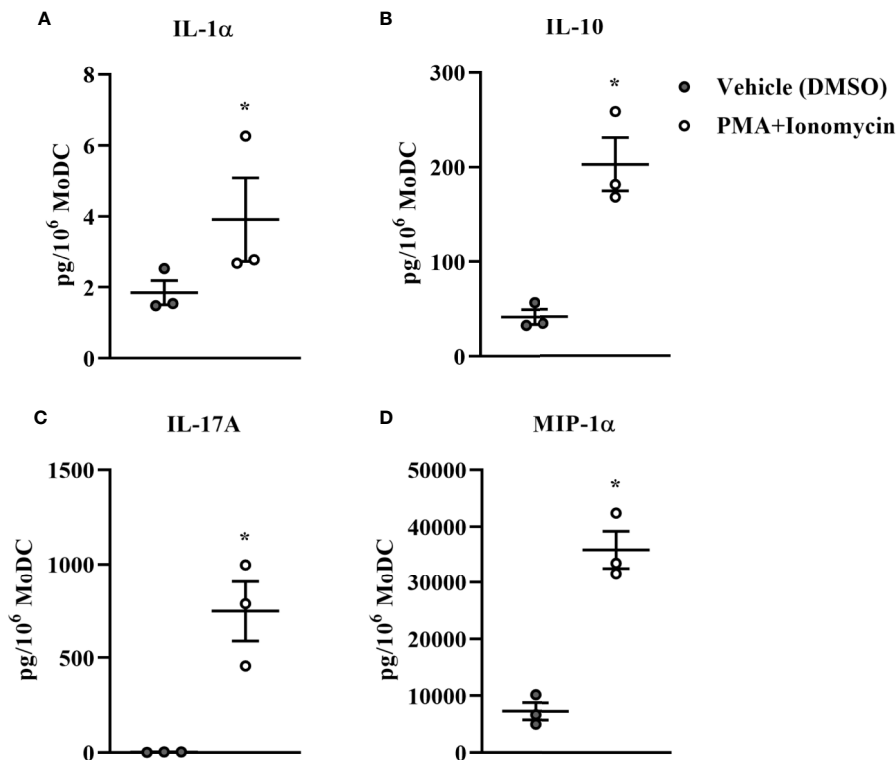 A
IL-1α
pg/10⁶ MoDC
8
6
4
2
0
*
B
IL-10
pg/10⁶ MoDC
300
200
100
0
*
Vehicle (DMSO)
PMA+Ionomycin
C
IL-17A
pg/10⁶ MoDC
1500
1000
500
0
*
D
MIP-1α
pg/10⁶ MoDC
50000
40000
30000
20000
10000
0
*